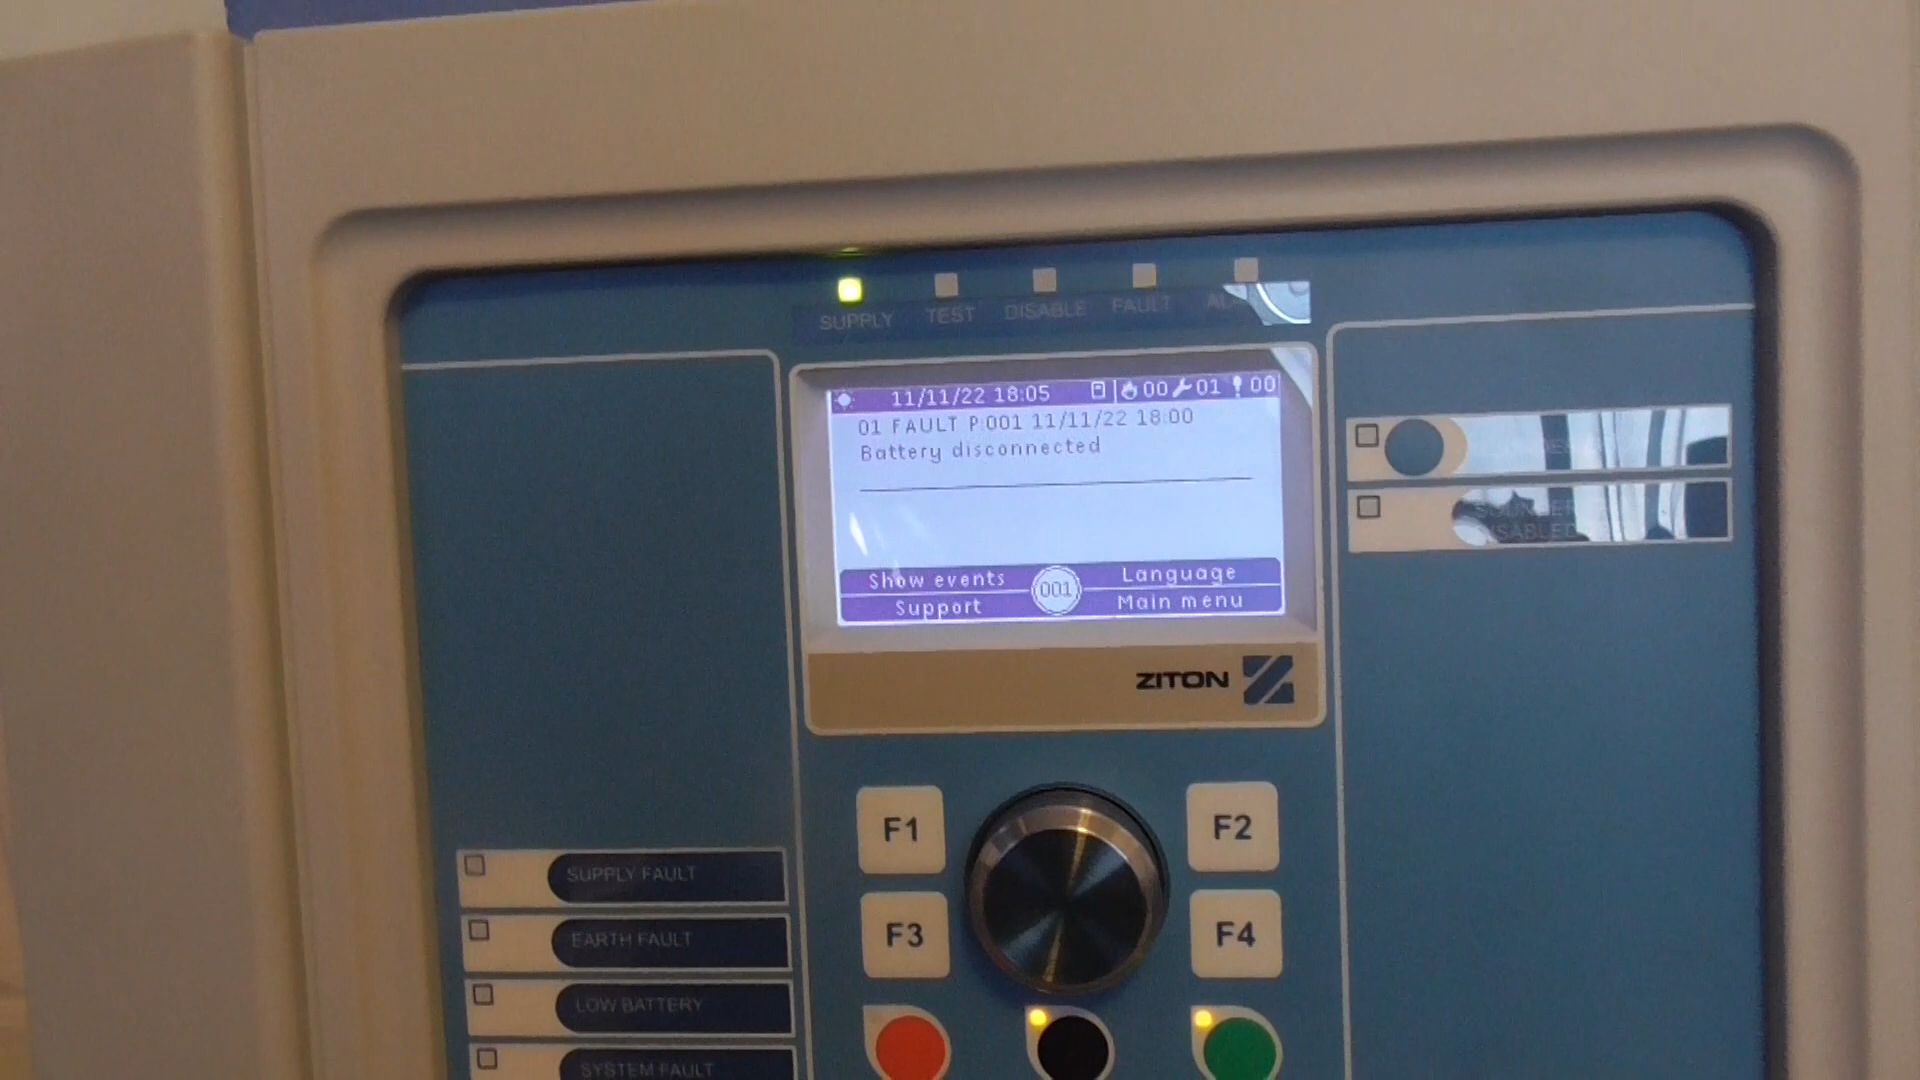 SUPPLY TEST DISABLE FAULT
11/11/22 18:05 00 01 00
01 FAULT P:001 11/11/22 18:00
Battery disconnected
Show events 001 Language
Support Main menu
ZITON
F1 F2
F3 F4
SUPPLY FAULT
EARTH FAULT
LOW BATTERY
SYSTEM FAULT